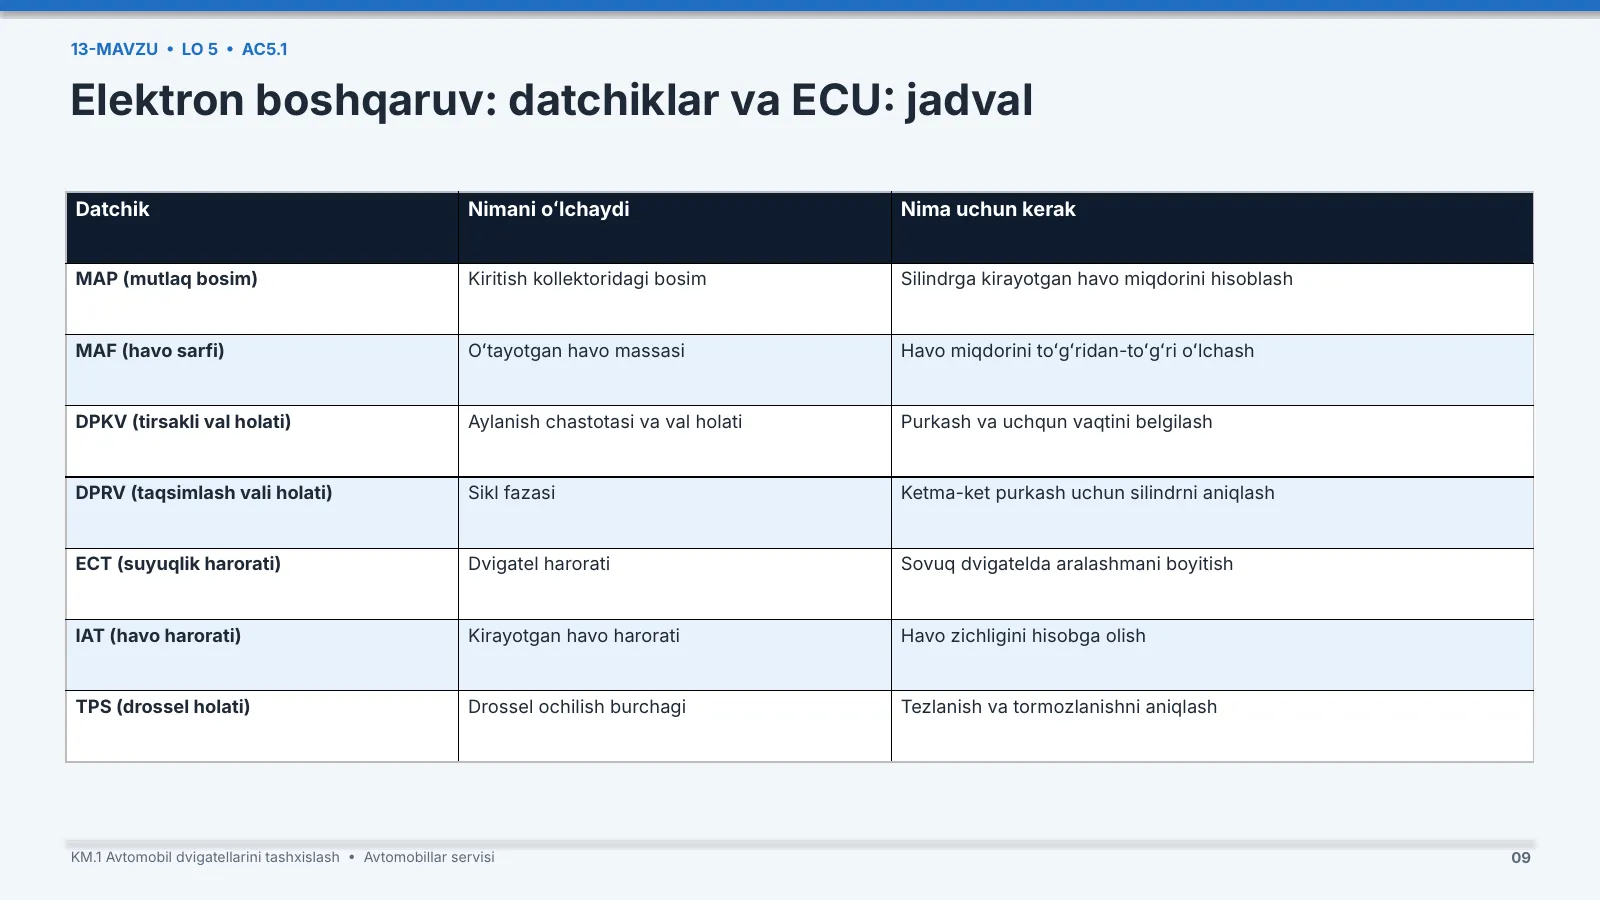 13-MAVZU • LO 5 • AC5.1
Elektron boshqaruv: datchiklar va ECU: jadval
Datchik Nimani oʻlchaydi Nima uchun kerak
MAP (mutlaq bosim) Kiritish kollektoridagi bosim Silindrga kirayotgan havo miqdorini hisoblash
MAF (havo sarfi) Oʻtayotgan havo massasi Havo miqdorini toʻgʻridan-toʻgʻri oʻlchash
DPKV (tirsakli val holati) Aylanish chastotasi va val holati Purkash va uchqun vaqtini belgilash
DPRV (taqsimlash vali holati) Sikl fazasi Ketma-ket purkash uchun silindrni aniqlash
ECT (suyuqlik harorati) Dvigatel harorati Sovuq dvigatelda aralashmani boyitish
IAT (havo harorati) Kirayotgan havo harorati Havo zichligini hisobga olish
TPS (drossel holati) Drossel ochilish burchagi Tezlanish va tormozlanishni aniqlash
KM.1 Avtomobil dvigatellarini tashxislash • Avtomobillar servisi 09